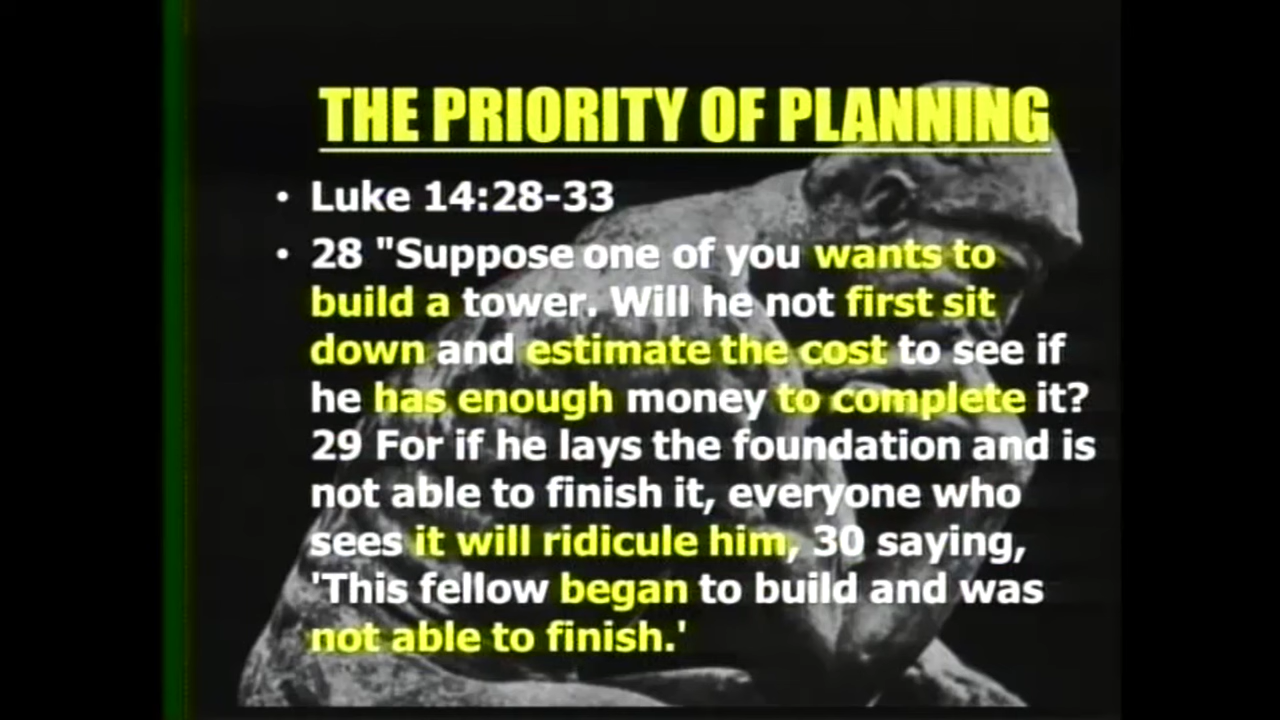 THE PRIORITY OF PLANNING
• Luke 14:28-33
• 28 "Suppose one of you wants to
build a tower. Will he not first sit
down and estimate the cost to see if
he has enough money to complete it?
29 For if he lays the foundation and is
not able to finish it, everyone who
sees it will ridicule him, 30 saying,
'This fellow began to build and was
not able to finish.'